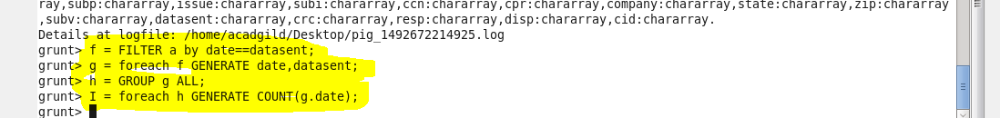 ray,subp:chararray,issue:chararray,subi:chararray,ccn:chararray,cpr:chararray,company:chararray,state:chararray,zip:chararray
,subv:chararray,datasent:chararray,crc:chararray,resp:chararray,disp:chararray,cid:chararray.
Details at logfile: /home/acadgild/Desktop/pig_1492672214925.log
grunt> f = FILTER a by date==datasent;
grunt> g = foreach f GENERATE date,datasent;
grunt> h = GROUP g ALL;
grunt> I = foreach h GENERATE COUNT(g.date);
grunt>